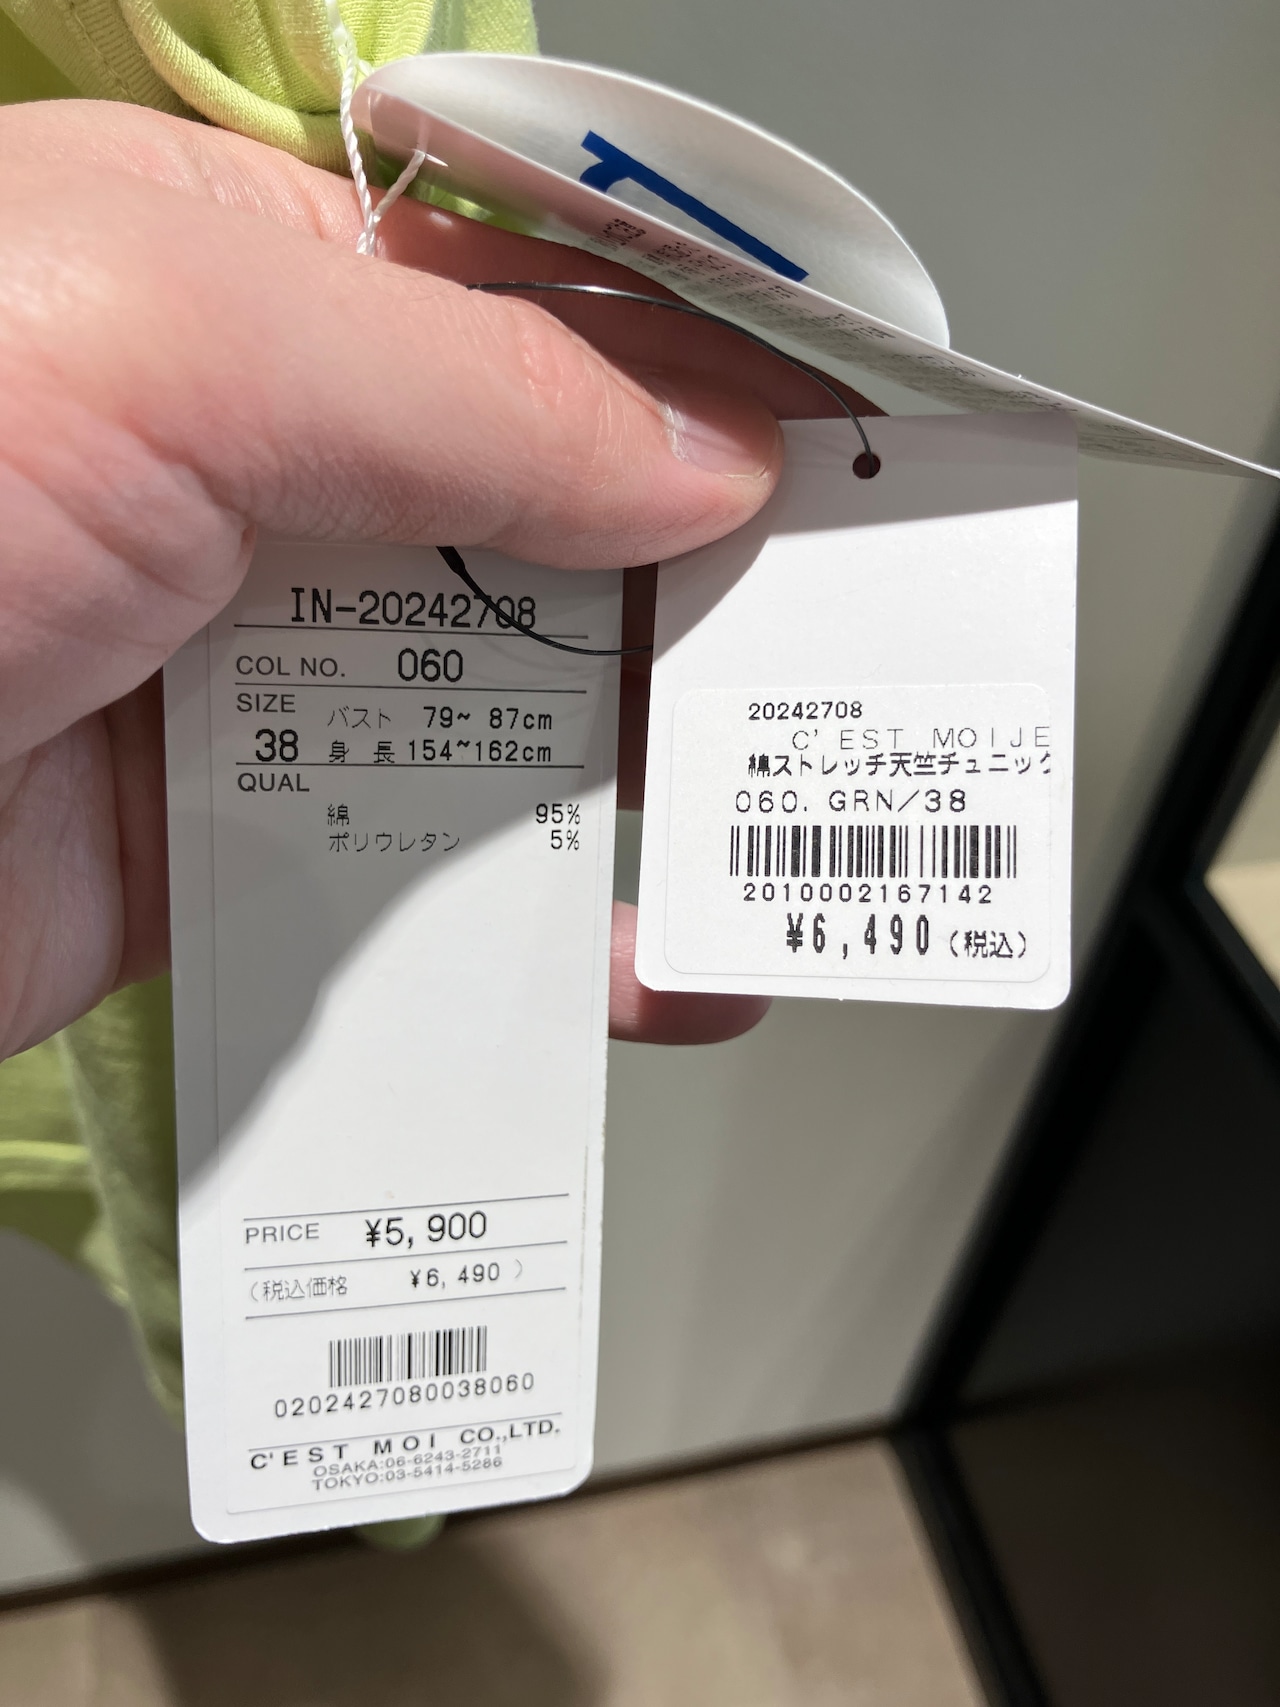 IN-20242708
COL NO. 060
SIZE
38
バスト 79~ 87cm
身 長 154~162cm
QUAL
綿 95%
ポリウレタン 5%
PRICE ¥5,900
(税込価格 ¥6,490 )
0202427080038060
C'EST MOI CO.,LTD.
OSAKA:06-6243-2711
TOKYO:03-5414-5286
20242708
C'EST MOIJE
綿ストレッチ天竺チュニック
060. GRN/38
2010002167142
¥6,490(税込)